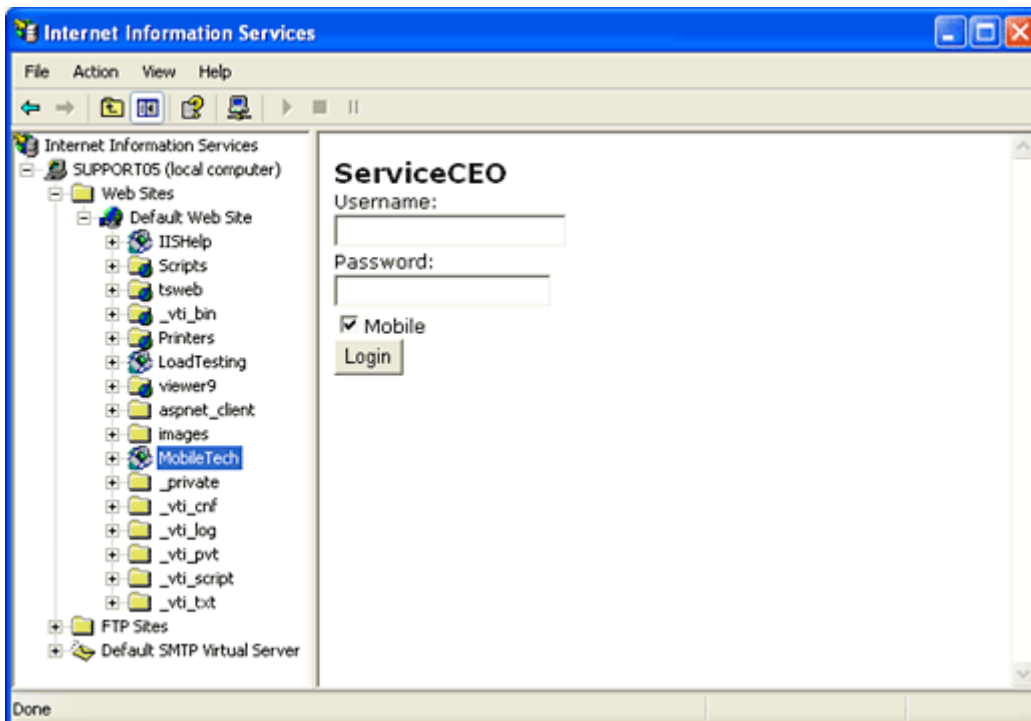 Internet Information Services
File Action View Help
Internet Information Services
SUPPORT05 (local computer)
Web Sites
Default Web Site
IISHelp
Scripts
tsweb
_vti_bin
Printers
LoadTesting
viewer9
aspnet_client
images
MobileTech
_private
_vti_cnf
_vti_log
_vti_pvt
_vti_script
_vti_txt
FTP Sites
Default SMTP Virtual Server
ServiceCEO
Username:
Password:
Mobile
Login
Done